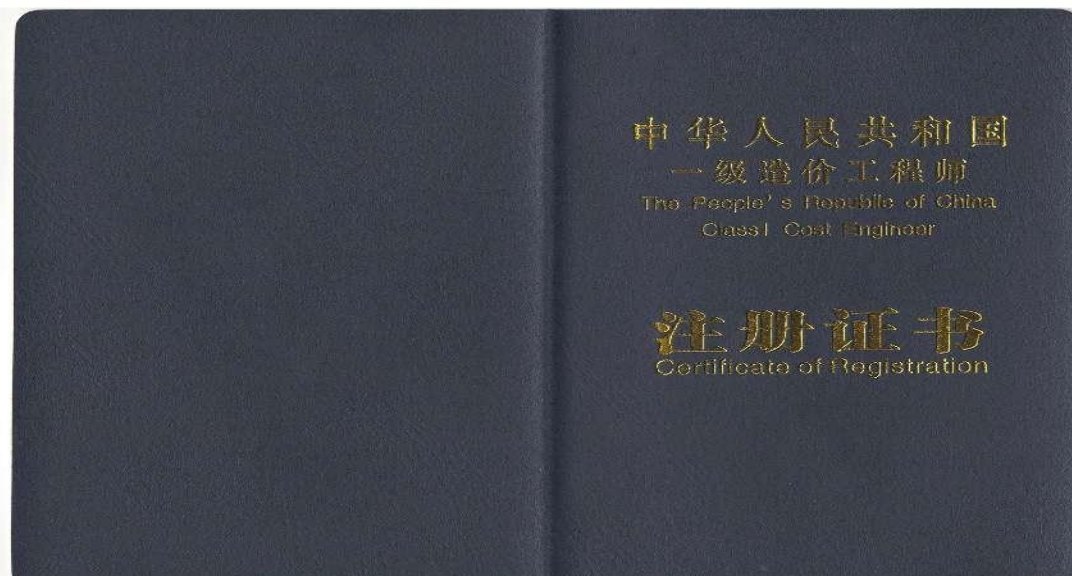 中华人民共和国
一级造价工程师
The People's Republic of China
Class1 Cost Engineer
注册证书
Certificate of Registration